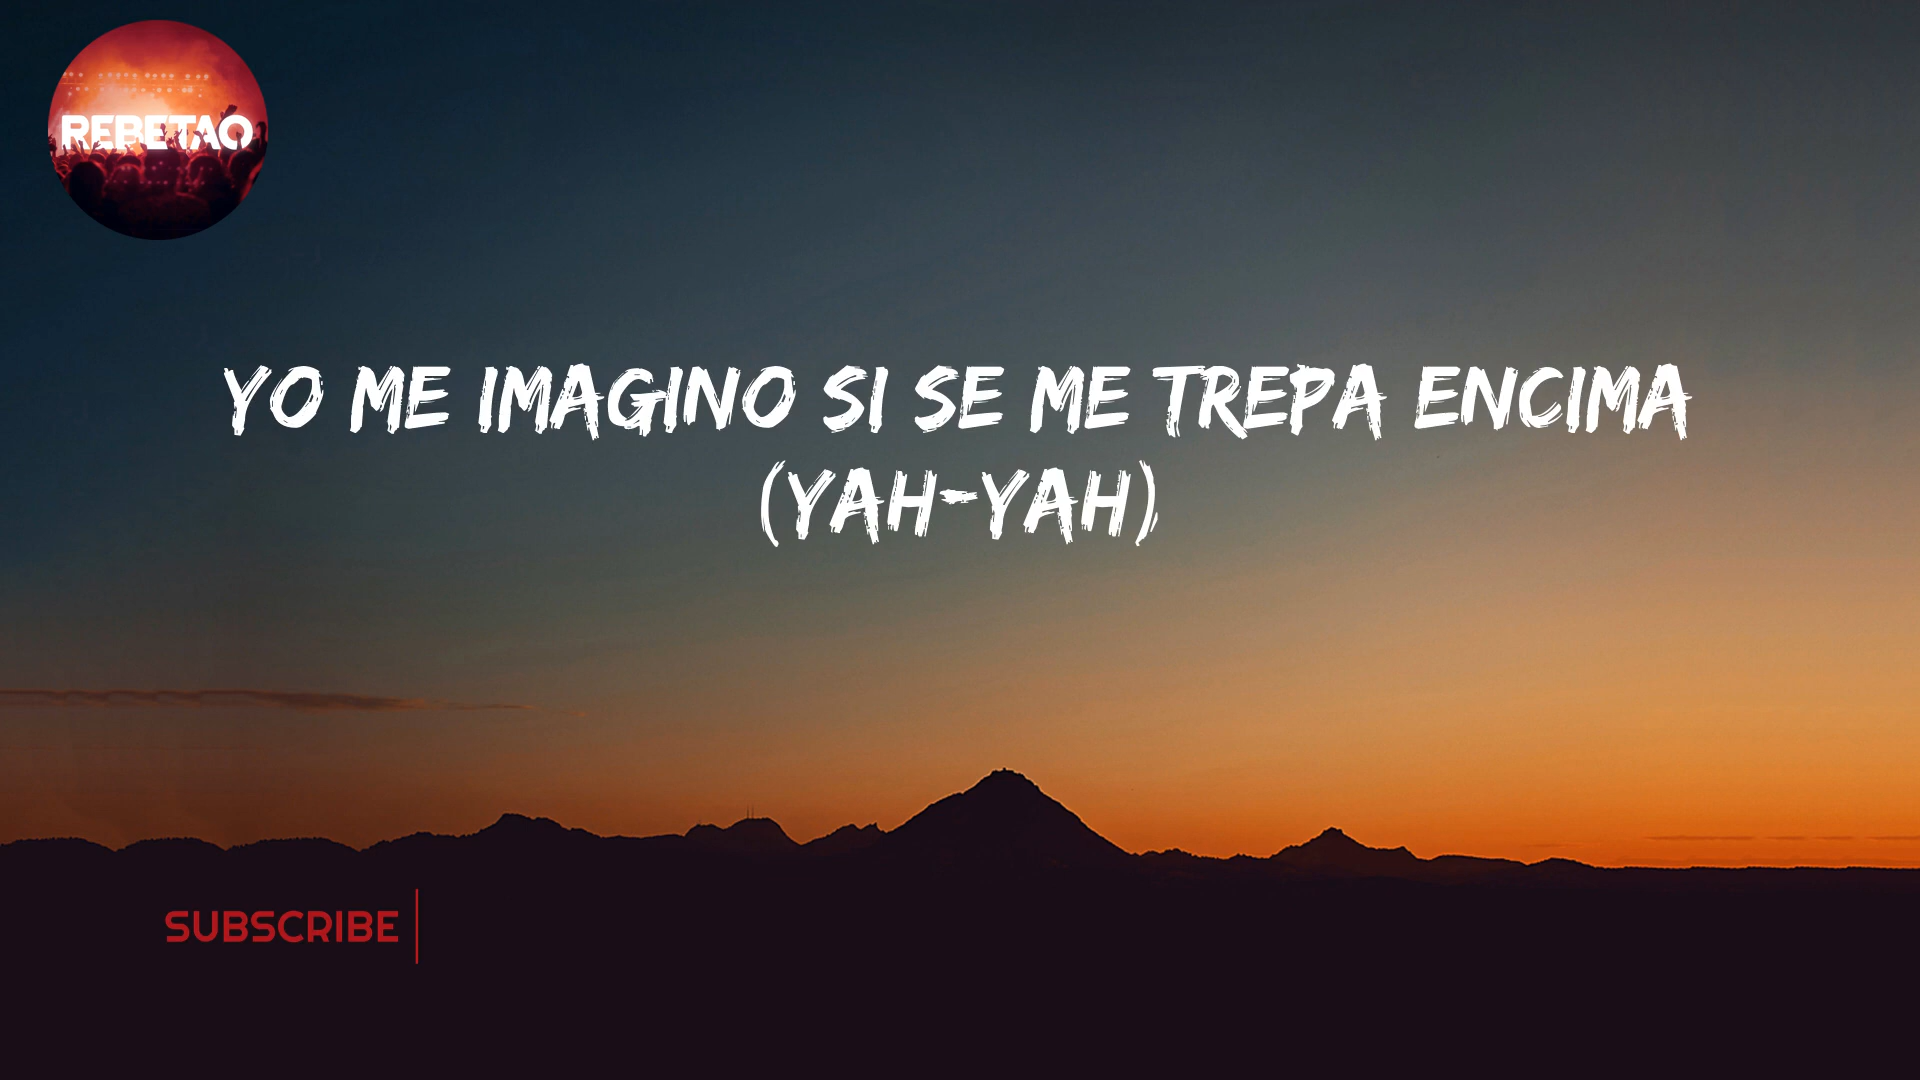 REBETAO
YO ME IMAGINO SI SE ME TREPA ENCIMA
(YAH-YAH)
SUBSCRIBE